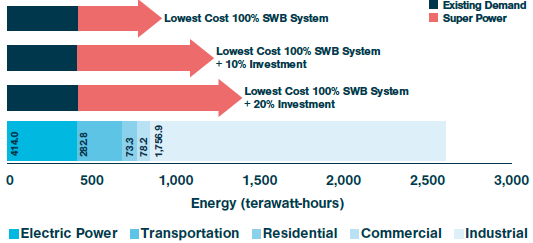 Existing Demand
Super Power
Lowest Cost 100% SWB System
Lowest Cost 100% SWB System
+ 10% Investment
Lowest Cost 100% SWB System
+ 20% Investment
414.0
282.8
73.3
78.2
1,756.9
0 500 1,000 1,500 2,000 2,500 3,000
Energy (terawatt-hours)
Electric Power Transportation Residential Commercial Industrial